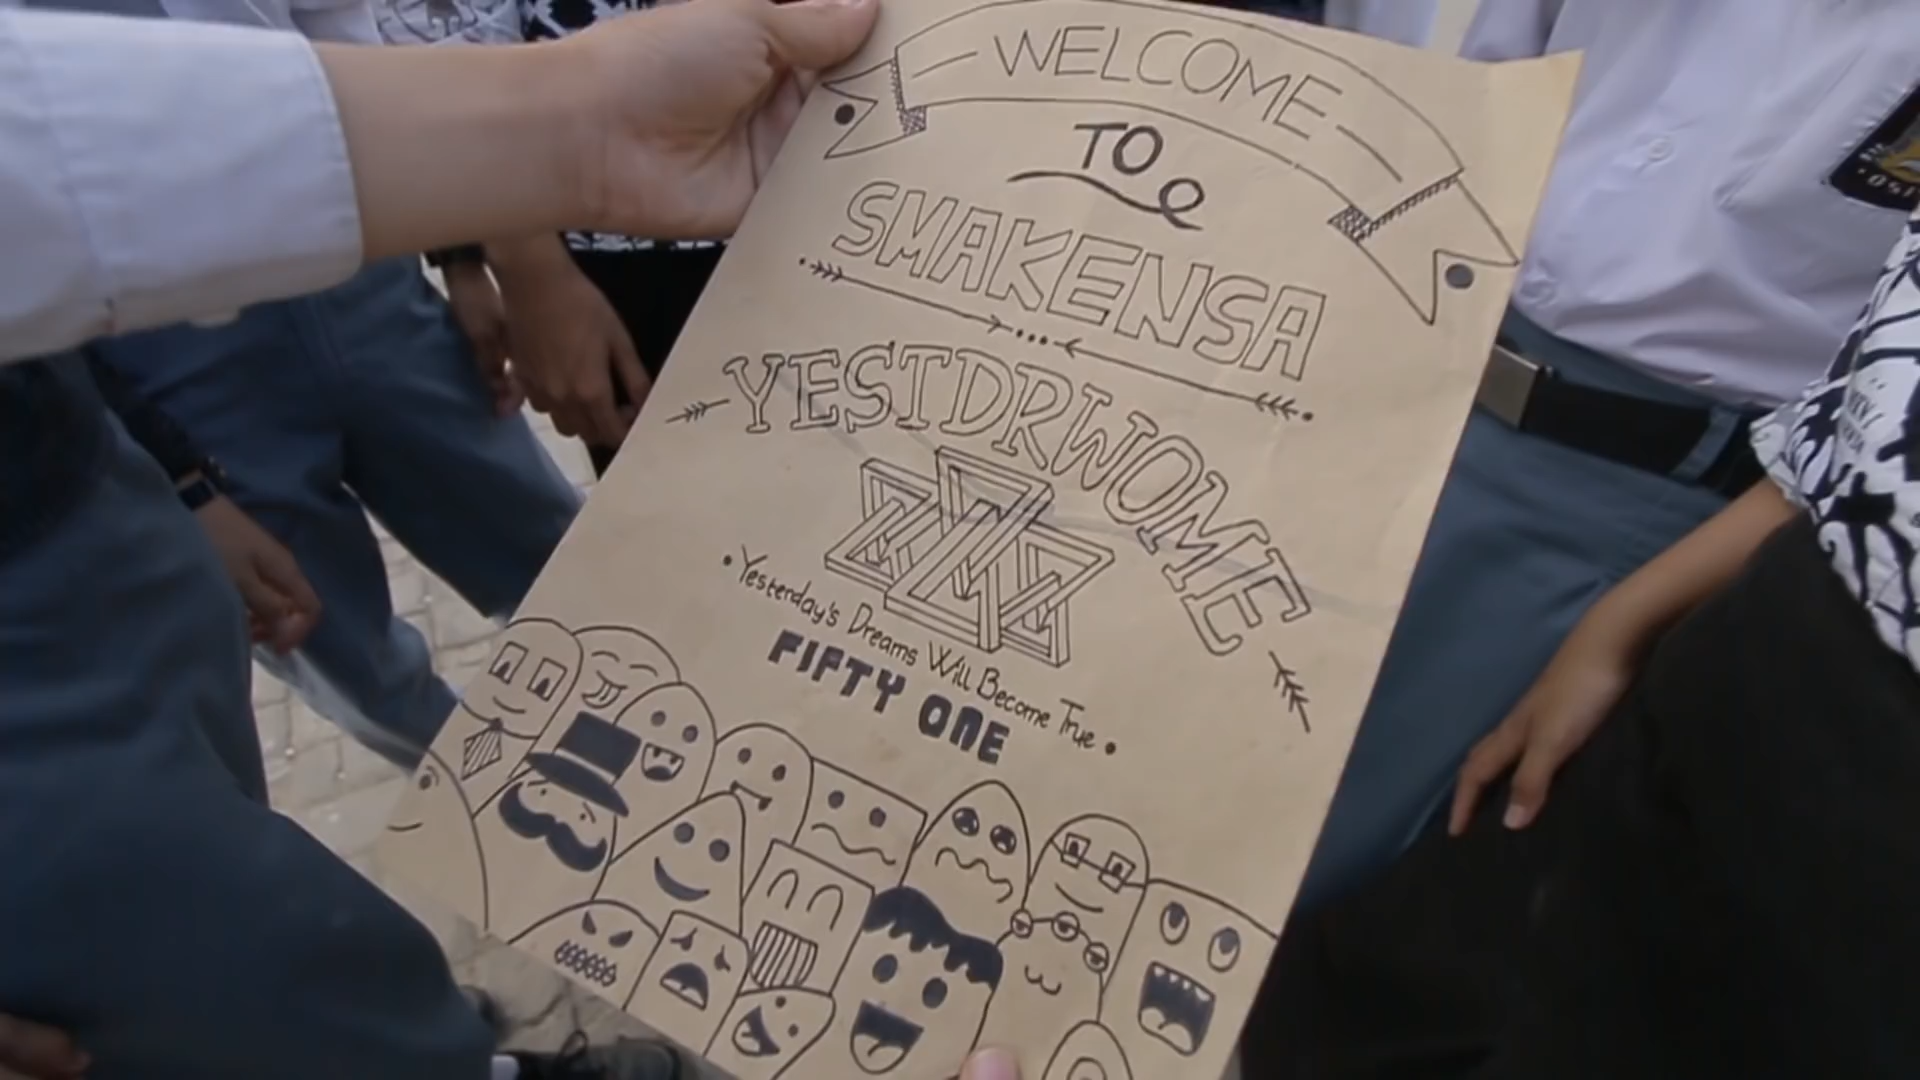 WELCOME
TO
SMAKENSA
YESTDRWOME
Yesterday's Dreams Will Become True
FIFTY ONE